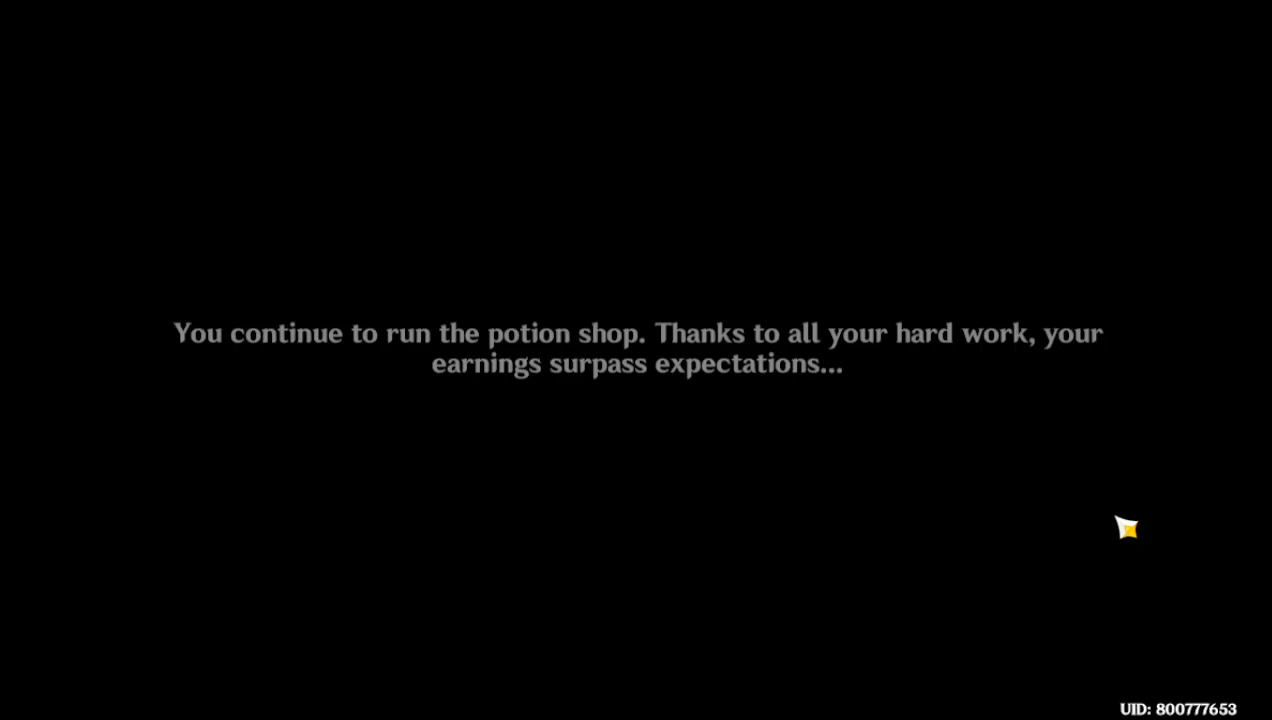 You continue to run the potion shop. Thanks to all your hard work, your
earnings surpass expectations...
UID: 800777653